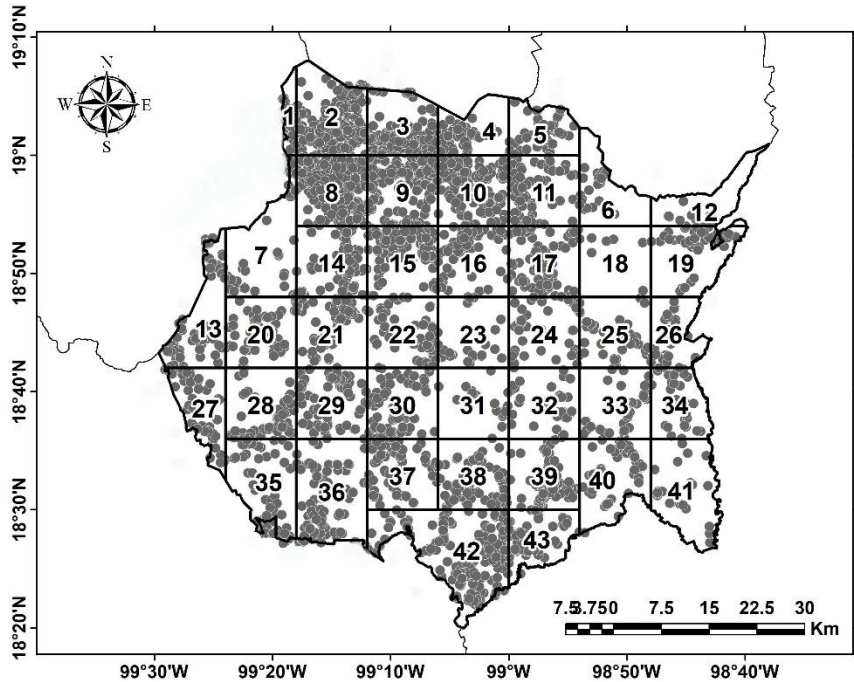 19°10'N
N
W E
S
1 2 3 4 5
19°N
8 9 10 11 6 12
7 14 15 16 17 18 19
18°50'N
13 20 21 22 23 24 25 26
18°40'N
27 28 29 30 31 32 33 34
35 36 37 38 39 40 41
18°30'N
42 43
18°20'N
7.5 3.75 0 7.5 15 22.5 30
Km
99°30'W 99°20'W 99°10'W 99°W 98°50'W 98°40'W